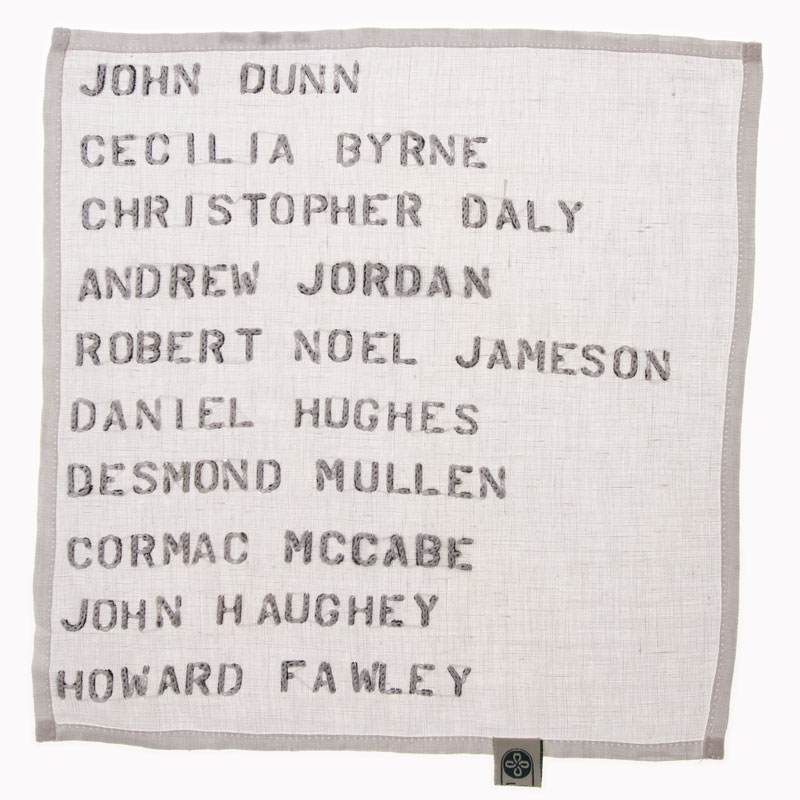 JOHN DUNN
CECILIA BYRNE
CHRISTOPHER DALY
ANDREW JORDAN
ROBERT NOEL JAMESON
DANIEL HUGHES
DESMOND MULLEN
CORMAC MCCABE
JOHN HAUGHEY
HOWARD FAWLEY